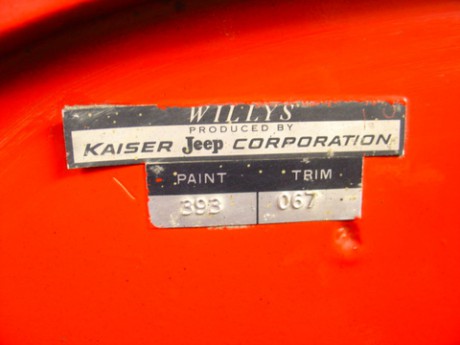 WILLYS
PRODUCED BY
KAISER Jeep CORPORATION
PAINT TRIM
393 067